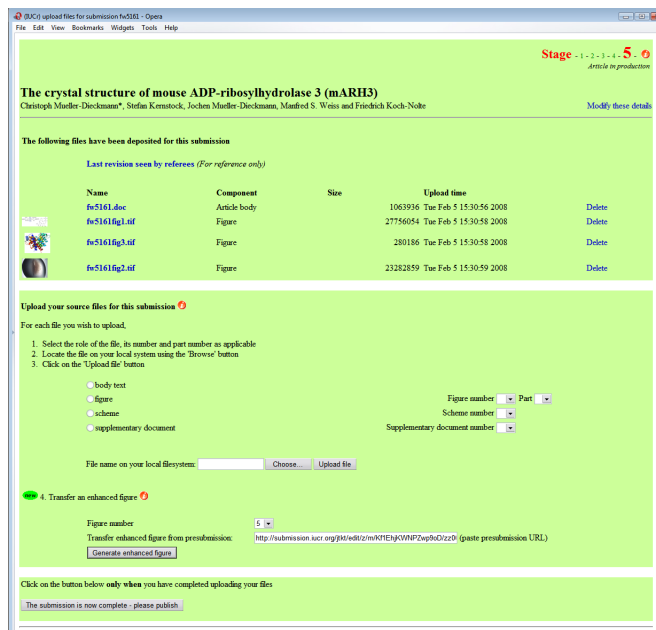 (IUCr) upload files for submission fw5161 - Opera
File Edit View Bookmarks Widgets Tools Help
Stage - 1 - 2 - 3 - 4 - 5 -
Article in production
The crystal structure of mouse ADP-ribosylhydrolase 3 (mARH3)
Christoph Mueller-Dieckmann*, Stefan Kernstock, Jochen Mueller-Dieckmann, Manfred S. Weiss and Friedrich Koch-Nolte Modify these details
The following files have been deposited for this submission
Last revision seen by referees (For reference only)
Name Component Size Upload time
fw5161.doc Article body 1063936 Tue Feb 5 15:30:56 2008 Delete
fw5161fig1.tif Figure 27756054 Tue Feb 5 15:30:58 2008 Delete
fw5161fig3.tif Figure 280186 Tue Feb 5 15:30:58 2008 Delete
fw5161fig2.tif Figure 23282859 Tue Feb 5 15:30:59 2008 Delete
Upload your source files for this submission
For each file you wish to upload,
1. Select the role of the file, its number and part number as applicable
2. Locate the file on your local system using the 'Browse' button
3. Click on the 'Upload file' button
body text
figure Figure number Part
scheme Scheme number
supplementary document Supplementary document number
File name on your local filesystem: Choose... Upload file
new 4. Transfer an enhanced figure
Figure number 5
Transfer enhanced figure from presubmission: (paste presubmission URL)
Generate enhanced figure
Click on the button below only when you have completed uploading your files
The submission is now complete - please publish